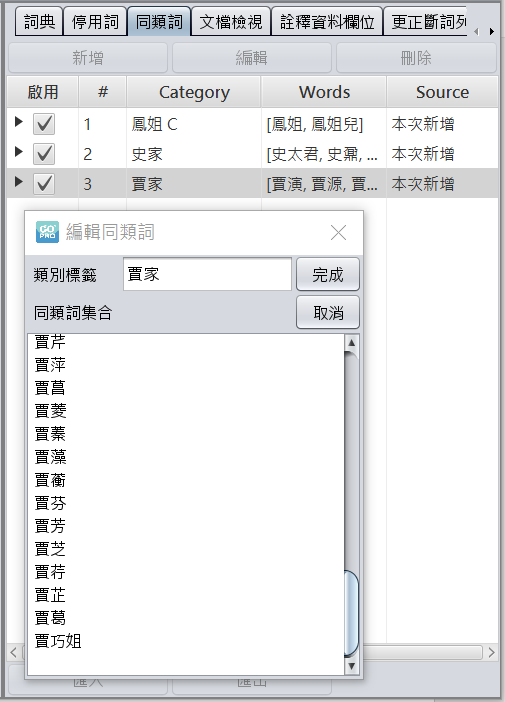 詞典 停用詞 同類詞 文檔檢視 詮釋資料欄位 更正斷詞列
新增 編輯 刪除
啟用 # Category Words Source
1 鳳姐 C [鳳姐, 鳳姐兒] 本次新增
2 史家 [史太君, 史鼐, ... 本次新增
3 賈家 [賈演, 賈源, 賈... 本次新增
GO PRO 編輯同類詞
類別標籤 賈家 完成
同類詞集合 取消
賈芹
賈萍
賈菖
賈菱
賈蓁
賈藻
賈蘅
賈芬
賈芳
賈芝
賈荇
賈芷
賈葛
賈巧姐
匯入 匯出